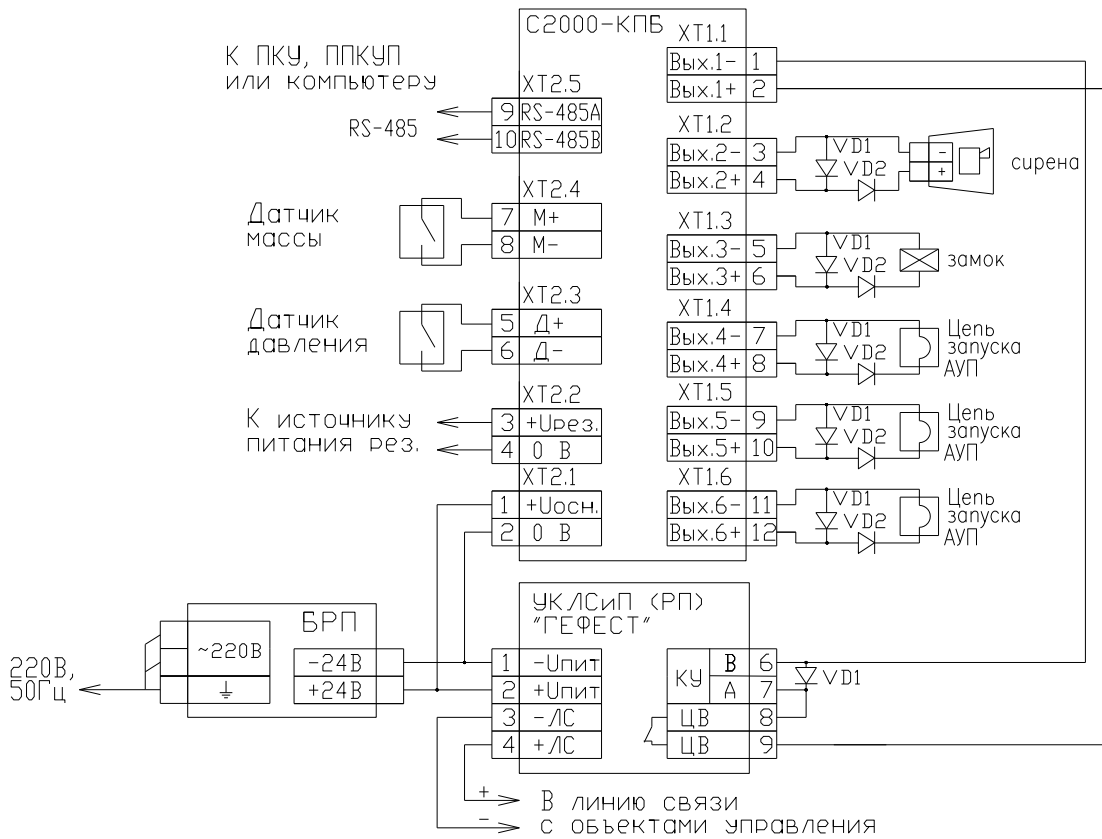 С2000-КПБ
К ПКУ, ППКУП
или компьютеру
RS-485
XT2.5
9 RS-485A
10 RS-485B
XT2.4
Датчик
массы
7 М+
8 М-
XT2.3
Датчик
давления
5 Д+
6 Д-
XT2.2
К источнику
питания рез.
3 +Uрез.
4 0 В
XT2.1
1 +Uосн.
2 0 В
XT1.1
Вых.1- 1
Вых.1+ 2
XT1.2
Вых.2- 3
Вых.2+ 4
VD1
VD2
-
+
сирена
XT1.3
Вых.3- 5
Вых.3+ 6
VD1
VD2
замок
XT1.4
Вых.4- 7
Вых.4+ 8
VD1
VD2
Цепь
запуска
АУП
XT1.5
Вых.5- 9
Вых.5+ 10
VD1
VD2
Цепь
запуска
АУП
XT1.6
Вых.6- 11
Вых.6+ 12
VD1
VD2
Цепь
запуска
АУП
220В,
50Гц
БРП
~220В
-24В
+24В
УКЛСиП (РП)
"ГЕФЕСТ"
1 -Uпит
2 +Uпит
3 -ЛС
4 +ЛС
КУ
В 6
А 7
ЦВ 8
ЦВ 9
VD1
+ В линию связи
- с объектами управления